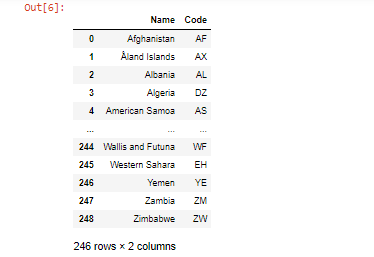 Out[6]:
Name Code
0 Afghanistan AF
1 Åland Islands AX
2 Albania AL
3 Algeria DZ
4 American Samoa AS
... ... ...
244 Wallis and Futuna WF
245 Western Sahara EH
246 Yemen YE
247 Zambia ZM
248 Zimbabwe ZW
246 rows × 2 columns